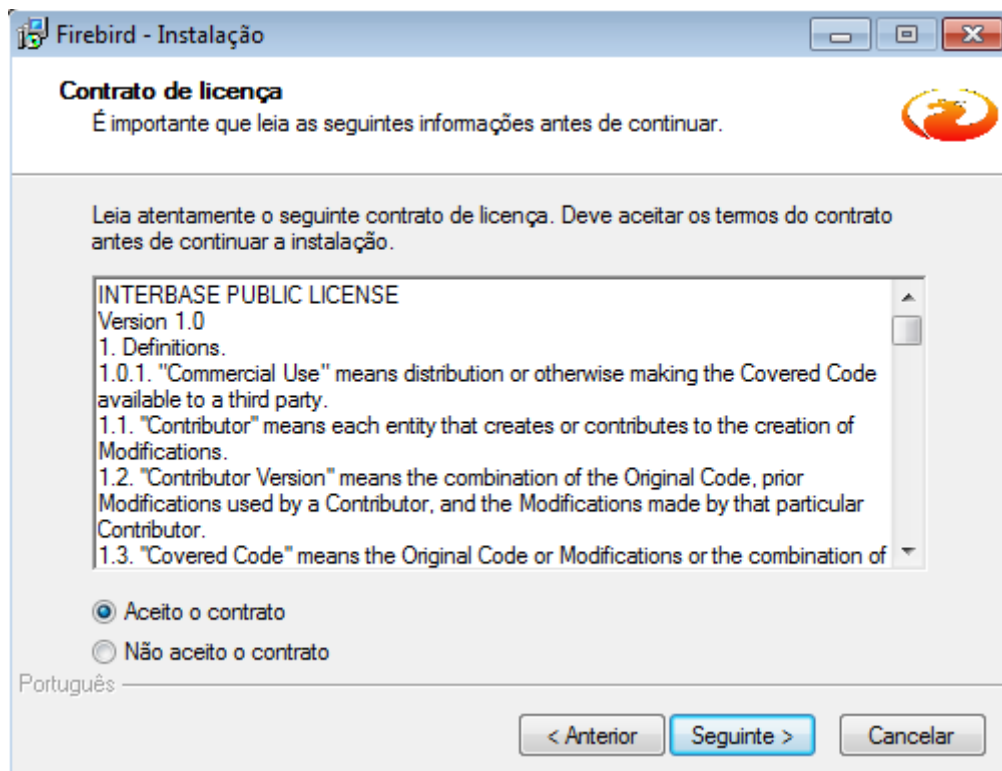 Firebird - Instalação
Contrato de licença
É importante que leia as seguintes informações antes de continuar.
Leia atentamente o seguinte contrato de licença. Deve aceitar os termos do contrato
antes de continuar a instalação.
INTERBASE PUBLIC LICENSE
Version 1.0
1. Definitions.
1.0.1. "Commercial Use" means distribution or otherwise making the Covered Code
available to a third party.
1.1. "Contributor" means each entity that creates or contributes to the creation of
Modifications.
1.2. "Contributor Version" means the combination of the Original Code, prior
Modifications used by a Contributor, and the Modifications made by that particular
Contributor.
1.3. "Covered Code" means the Original Code or Modifications or the combination of
Aceito o contrato
Não aceito o contrato
Português
< Anterior Seguinte > Cancelar